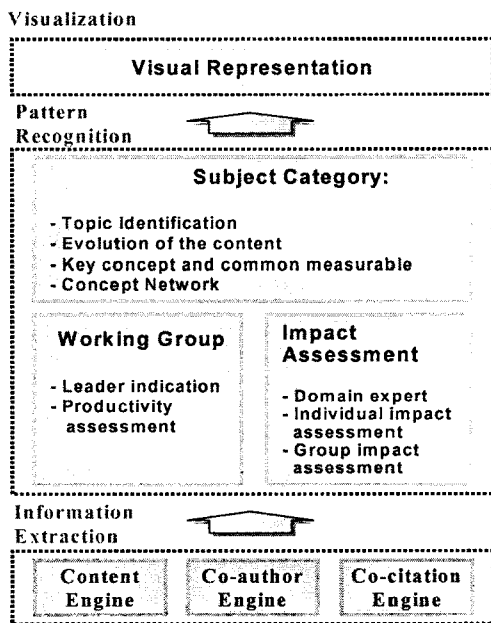 Visualization
Visual Representation
Pattern
Recognition
Subject Category:
- Topic identification
- Evolution of the content
- Key concept and common measurable
- Concept Network
Working Group
- Leader indication
- Productivity
assessment
Impact
Assessment
- Domain expert
- Individual impact
assessment
- Group impact
assessment
Information
Extraction
Content
Engine
Co-author
Engine
Co-citation
Engine